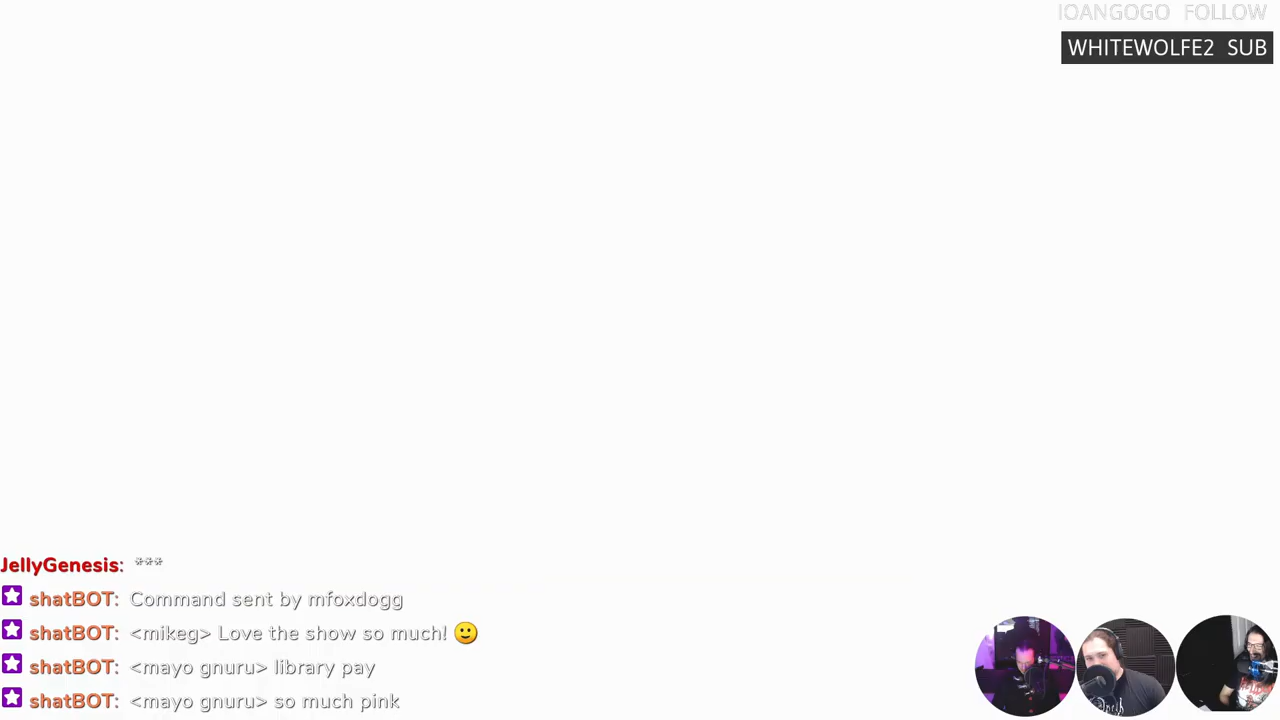 IOANGOGO FOLLOW
WHITEWOLFE2 SUB
JellyGenesis: ***
shatBOT: Command sent by mfoxdogg
shatBOT: <mikeg> Love the show so much! 🙂
shatBOT: <mayo gnuru> library pay
shatBOT: <mayo gnuru> so much pink